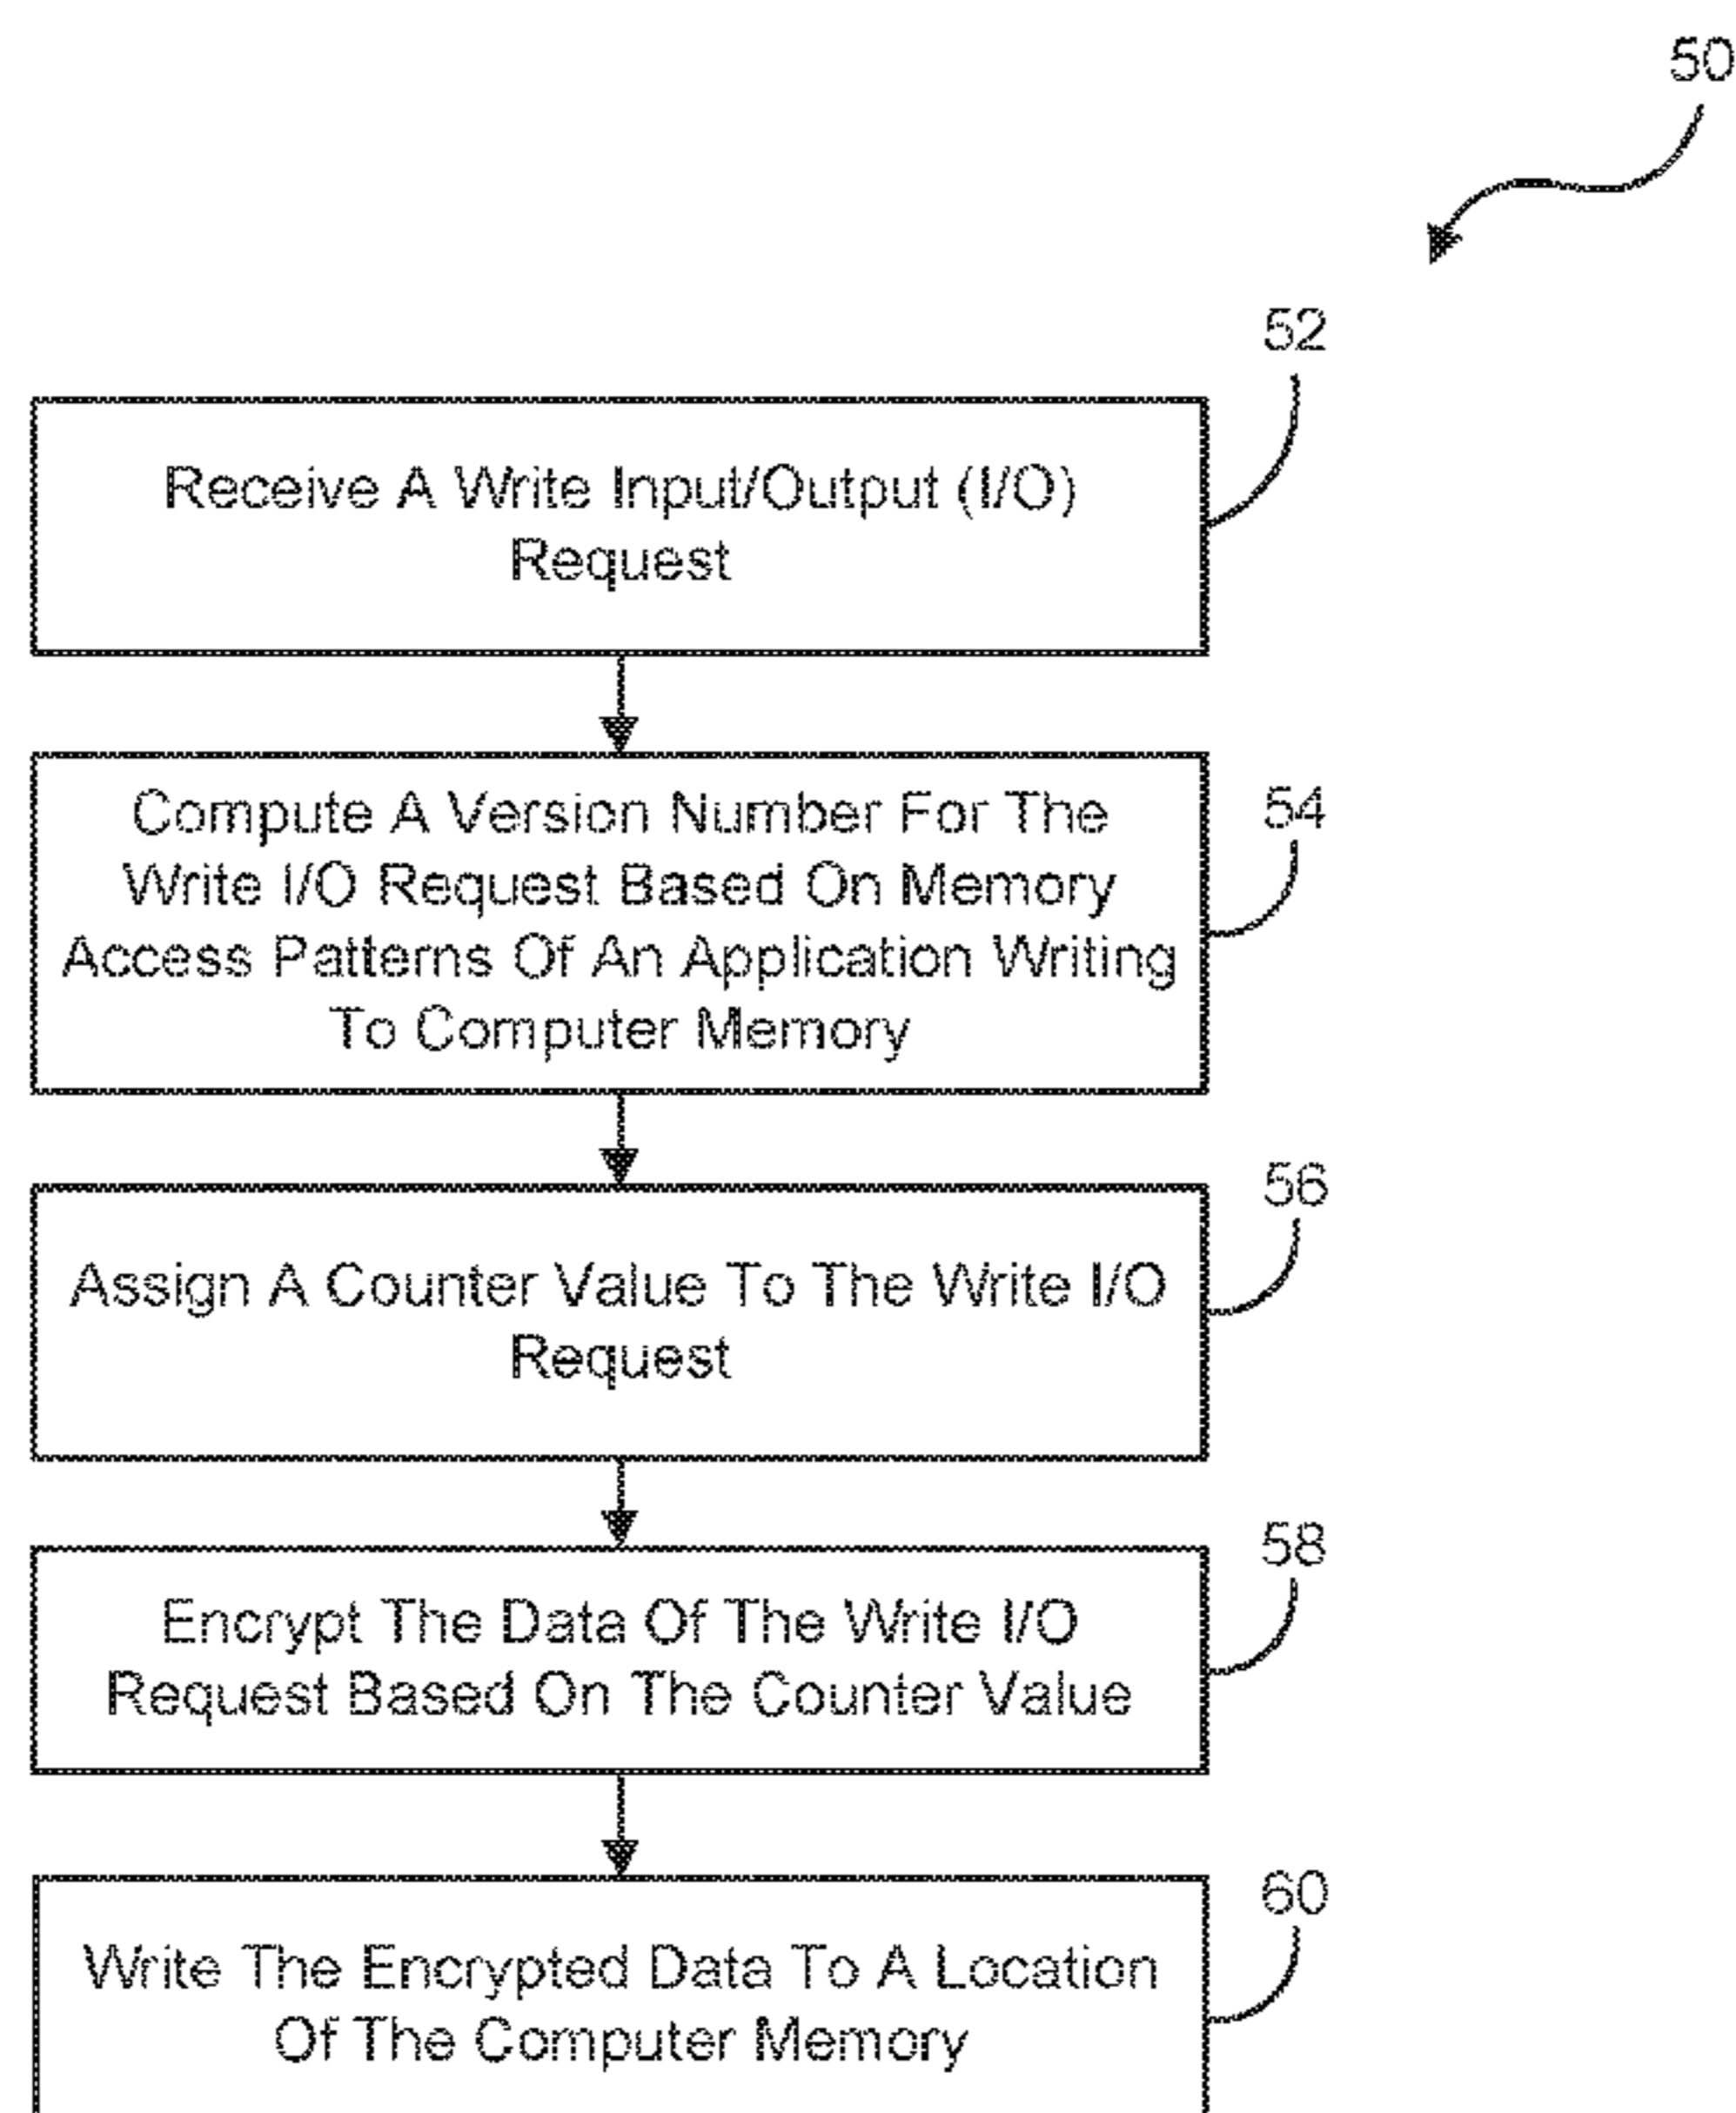 50
52
Receive A Write Input/Output (I/O)
Request
54
Compute A Version Number For The
Write I/O Request Based On Memory
Access Patterns Of An Application Writing
To Computer Memory
56
Assign A Counter Value To The Write I/O
Request
58
Encrypt The Data Of The Write I/O
Request Based On The Counter Value
60
Write The Encrypted Data To A Location
Of The Computer Memory